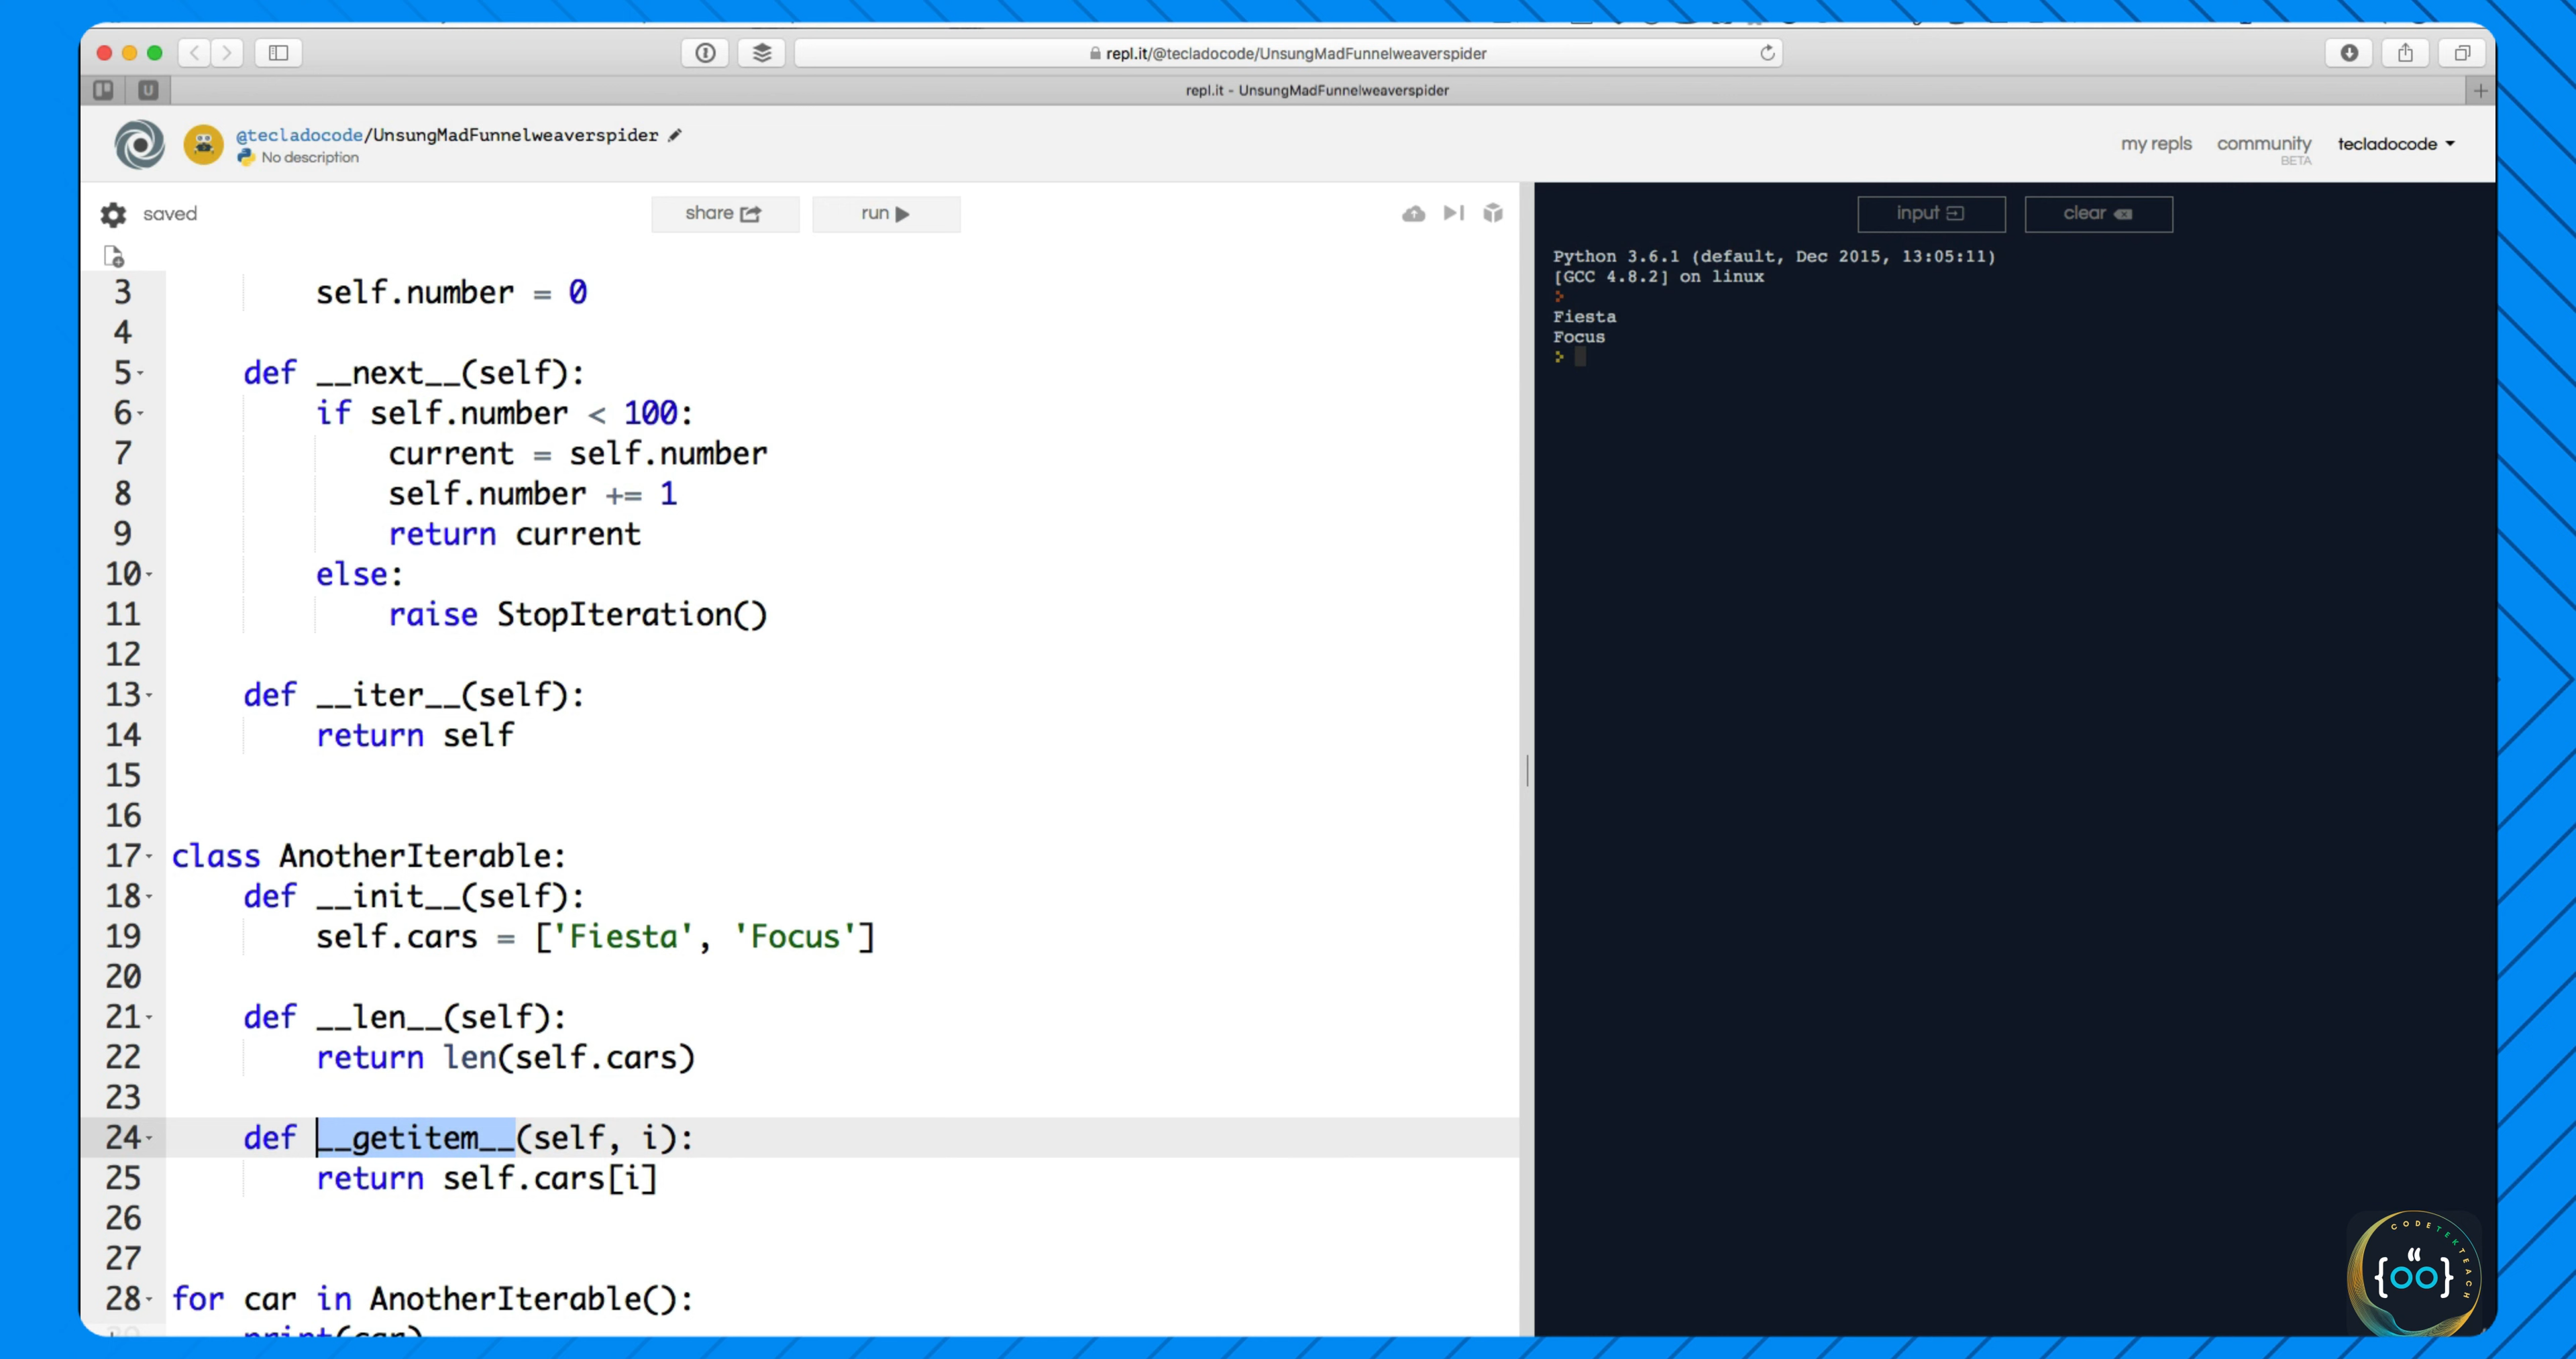 repl.it/@tecladocode/UnsungMadFunnelweaverspider
U
repl.it - UnsungMadFunnelweaverspider
@tecladocode/UnsungMadFunnelweaverspider
No description
my repls community BETA tecladocode
saved share run
input clear
3 self.number = 0
4
5 def __next__(self):
6 if self.number < 100:
7 current = self.number
8 self.number += 1
9 return current
10 else:
11 raise StopIteration()
12
13 def __iter__(self):
14 return self
15
16
17 class AnotherIterable:
18 def __init__(self):
19 self.cars = ['Fiesta', 'Focus']
20
21 def __len__(self):
22 return len(self.cars)
23
24 def __getitem__(self, i):
25 return self.cars[i]
26
27
28 for car in AnotherIterable():
print(car)
Python 3.6.1 (default, Dec 2015, 13:05:11)
[GCC 4.8.2] on linux
Fiesta
Focus
CODETEKTEACH